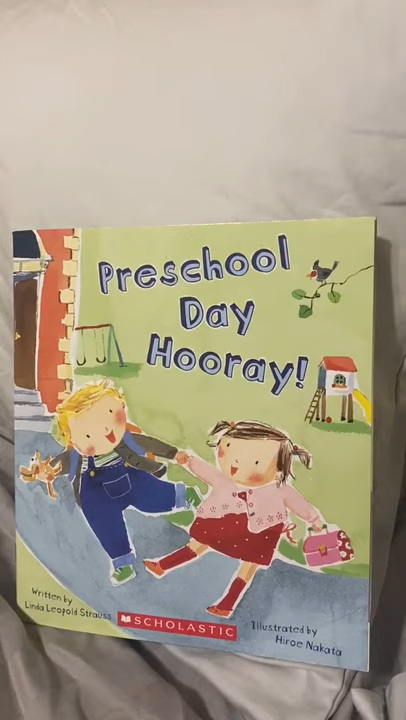 Preschool
Day
Hooray!
Written by
Linda Leopold Strauss
SCHOLASTIC
Illustrated by
Hiroe Nakata